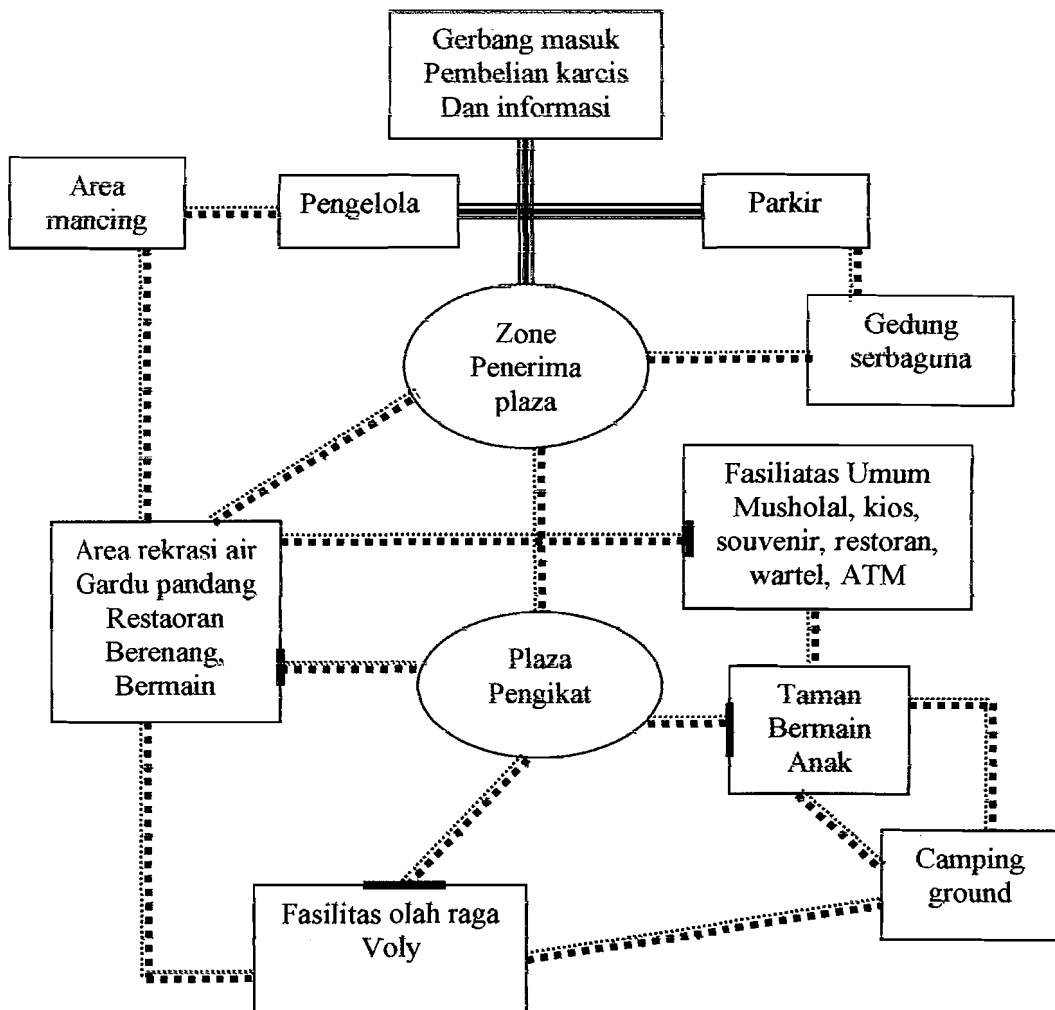 Gerbang masuk
Pembelian karcis
Dan informasi
Area
mancing
Pengelola
Parkir
Zone
Penerima
plaza
Gedung
serbaguna
Fasiliatas Umum
Musholal, kios,
souvenir, restoran,
wartel, ATM
Area rekrasi air
Gardu pandang
Restaoran
Berenang,
Bermain
Plaza
Pengikat
Taman
Bermain
Anak
Camping
ground
Fasilitas olah raga
Voly